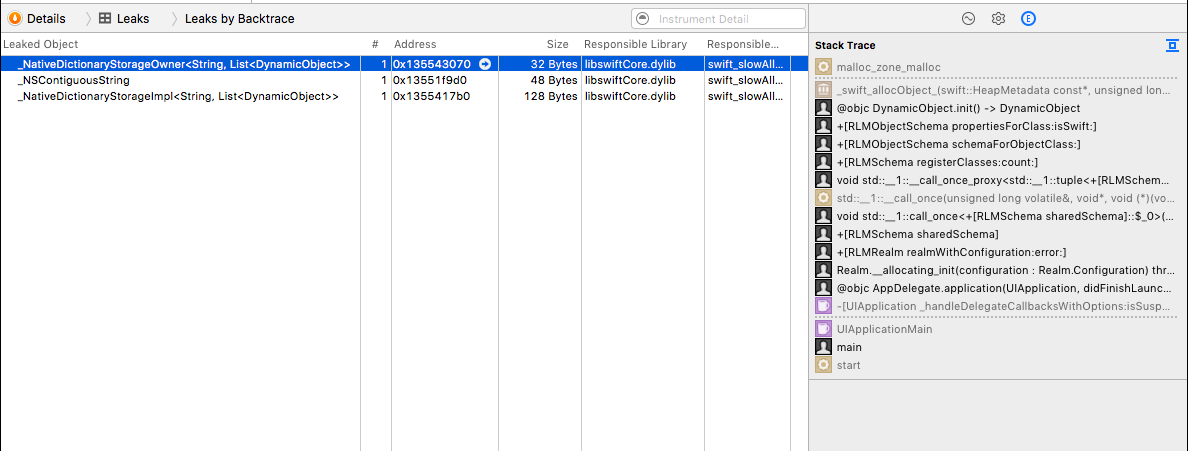 Details Leaks Leaks by Backtrace Instrument Detail E
Leaked Object # Address Size Responsible Library Responsible...
_NativeDictionaryStorageOwner<String, List<DynamicObject>> 1 0x135543070 32 Bytes libswiftCore.dylib swift_slowAll...
_NSContiguousString 1 0x13551f9d0 48 Bytes libswiftCore.dylib swift_slowAll...
_NativeDictionaryStorageImpl<String, List<DynamicObject>> 1 0x1355417b0 128 Bytes libswiftCore.dylib swift_slowAll...
Stack Trace
malloc_zone_malloc
_swift_allocObject_(swift::HeapMetadata const*, unsigned lon...
@objc DynamicObject.init() -> DynamicObject
+[RLMObjectSchema propertiesForClass:isSwift:]
+[RLMObjectSchema schemaForObjectClass:]
+[RLMSchema registerClasses:count:]
void std::__1::__call_once_proxy<std::__1::tuple<+[RLMSchem...
std::__1::__call_once(unsigned long volatile&, void*, void (*)(vo...
void std::__1::call_once<+[RLMSchema sharedSchema]::$_0>(...
+[RLMSchema sharedSchema]
+[RLMRealm realmWithConfiguration:error:]
Realm.__allocating_init(configuration : Realm.Configuration) thr...
@objc AppDelegate.application(UIApplication, didFinishLaunc...
-[UIApplication _handleDelegateCallbacksWithOptions:isSusp...
UIApplicationMain
main
start